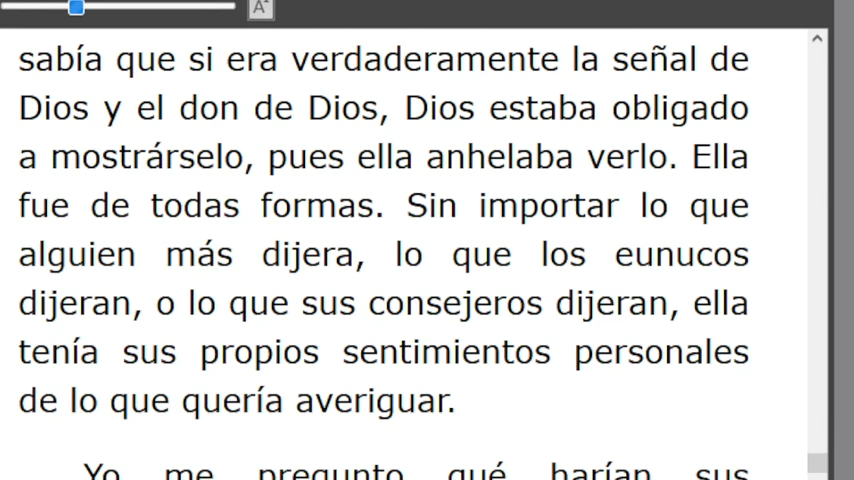 A
sabía que si era verdaderamente la señal de
Dios y el don de Dios, Dios estaba obligado
a mostrárselo, pues ella anhelaba verlo. Ella
fue de todas formas. Sin importar lo que
alguien más dijera, lo que los eunucos
dijeran, o lo que sus consejeros dijeran, ella
tenía sus propios sentimientos personales
de lo que quería averiguar.
Yo me pregunto qué harían sus